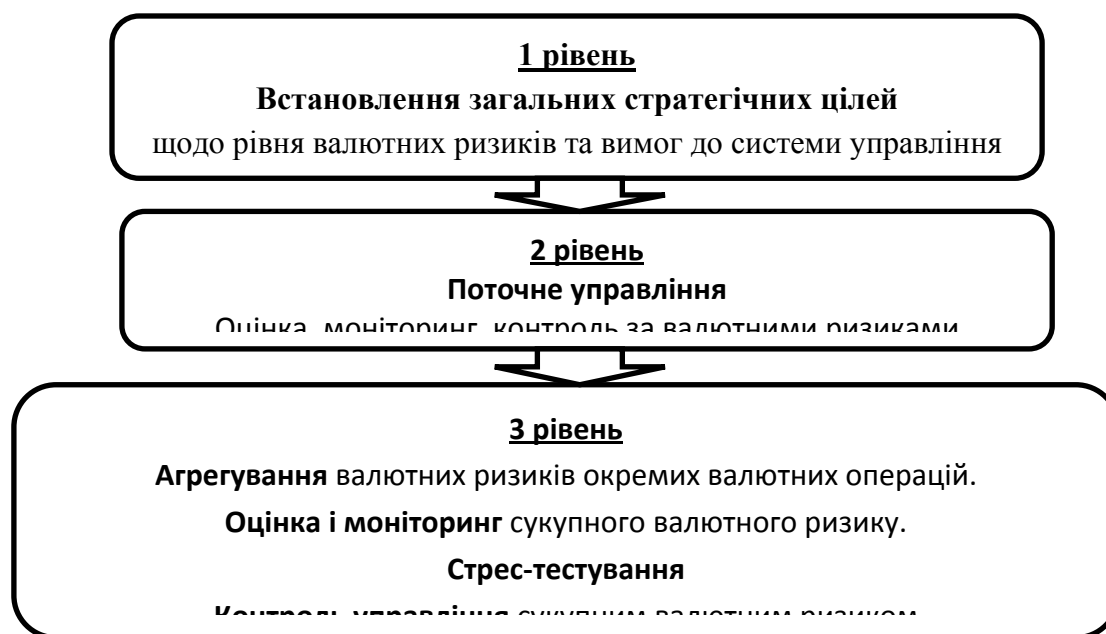 1 рівень
Встановлення загальних стратегічних цілей
щодо рівня валютних ризиків та вимог до системи управління
2 рівень
Поточне управління
Оцінка, моніторинг, контроль за валютними ризиками
3 рівень
Агрегування валютних ризиків окремих валютних операцій.
Оцінка і моніторинг сукупного валютного ризику.
Стрес-тестування
Контроль управління сукупним валютним ризиком